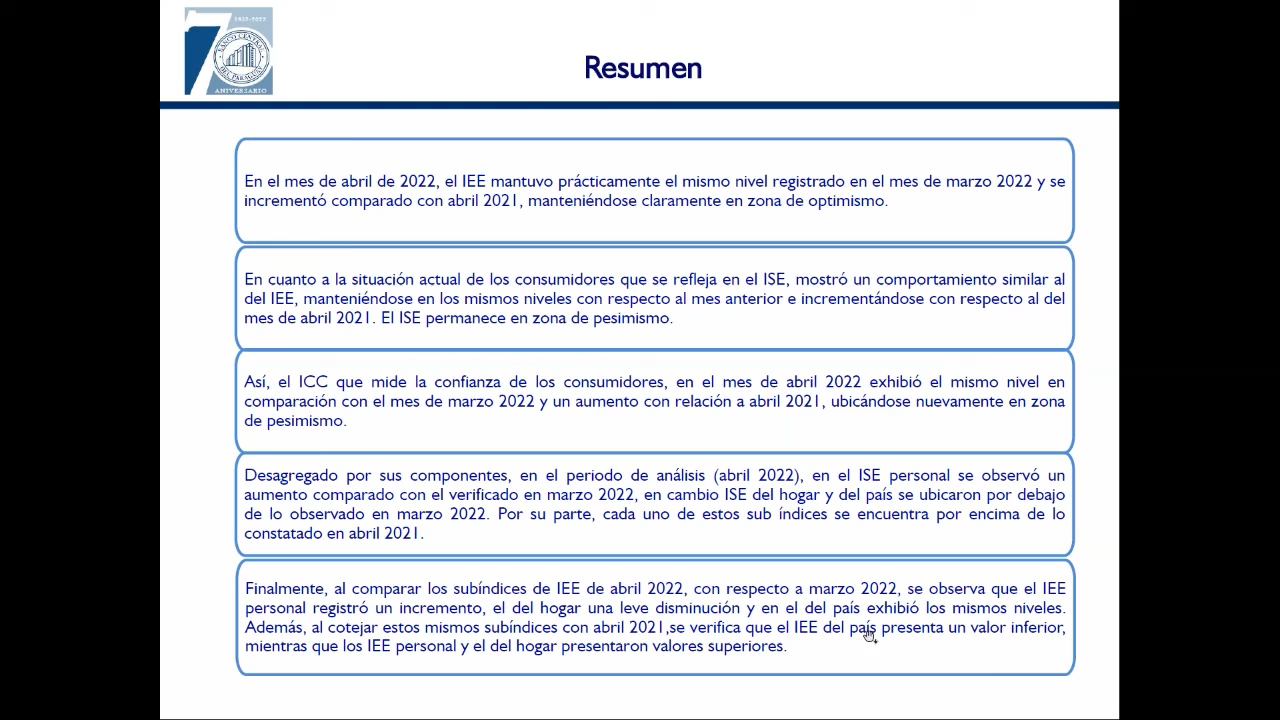 1952-2022
BANCO CENTRAL
DEL PARAGUAY
ANIVERSARIO
Resumen
En el mes de abril de 2022, el IEE mantuvo prácticamente el mismo nivel registrado en el mes de marzo 2022 y se
incrementó comparado con abril 2021, manteniéndose claramente en zona de optimismo.
En cuanto a la situación actual de los consumidores que se refleja en el ISE, mostró un comportamiento similar al
del IEE, manteniéndose en los mismos niveles con respecto al mes anterior e incrementándose con respecto al del
mes de abril 2021. El ISE permanece en zona de pesimismo.
Así, el ICC que mide la confianza de los consumidores, en el mes de abril 2022 exhibió el mismo nivel en
comparación con el mes de marzo 2022 y un aumento con relación a abril 2021, ubicándose nuevamente en zona
de pesimismo.
Desagregado por sus componentes, en el periodo de análisis (abril 2022), en el ISE personal se observó un
aumento comparado con el verificado en marzo 2022, en cambio ISE del hogar y del país se ubicaron por debajo
de lo observado en marzo 2022. Por su parte, cada uno de estos sub índices se encuentra por encima de lo
constatado en abril 2021.
Finalmente, al comparar los subíndices de IEE de abril 2022, con respecto a marzo 2022, se observa que el IEE
personal registró un incremento, el del hogar una leve disminución y en el del país exhibió los mismos niveles.
Además, al cotejar estos mismos subíndices con abril 2021,se verifica que el IEE del país presenta un valor inferior,
mientras que los IEE personal y el del hogar presentaron valores superiores.